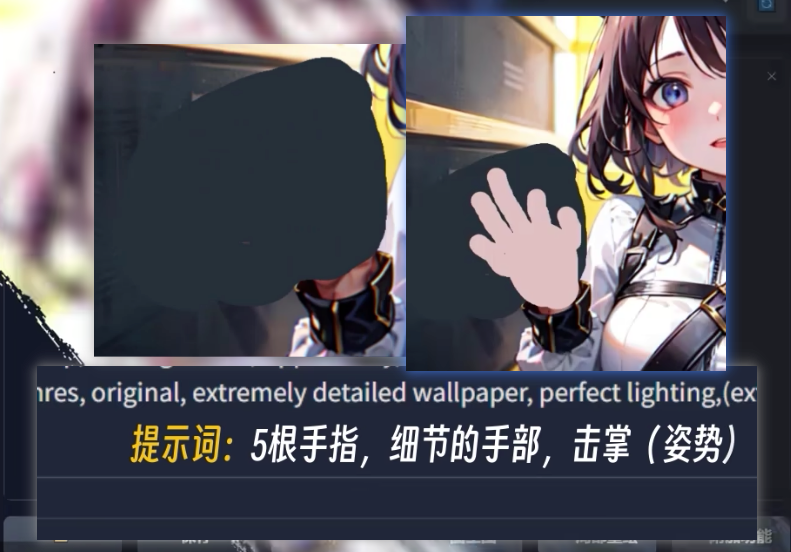 original, extremely detailed wallpaper, perfect lighting,(ex
提示词：5根手指，细节的手部，击掌（姿势）